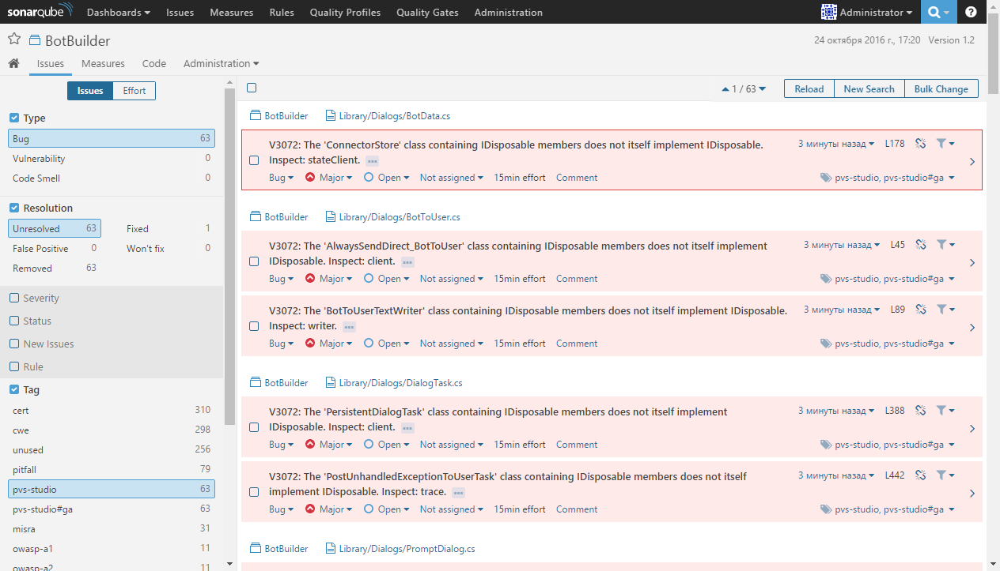 sonarqube Dashboards Issues Measures Rules Quality Profiles Quality Gates Administration Administrator ?
BotBuilder 24 октября 2016 г., 17:20 Version 1.2
Issues Measures Code Administration
Issues Effort
Type
Bug 63
Vulnerability 0
Code Smell 0
Resolution
Unresolved 63 Fixed 1
False Positive 0 Won't fix 0
Removed 63
Severity
Status
New Issues
Rule
Tag
cert 310
cwe 298
unused 256
pitfall 79
pvs-studio 63
pvs-studio#ga 63
misra 31
owasp-a1 11
owasp-a2 11
1 / 63 Reload New Search Bulk Change
BotBuilder Library/Dialogs/BotData.cs
V3072: The 'ConnectorStore' class containing IDisposable members does not itself implement IDisposable. 3 минуты назад L178
Inspect: stateClient.
Bug Major Open Not assigned 15min effort Comment pvs-studio, pvs-studio#ga
BotBuilder Library/Dialogs/BotToUser.cs
V3072: The 'AlwaysSendDirect_BotToUser' class containing IDisposable members does not itself implement 3 минуты назад L45
IDisposable. Inspect: client.
Bug Major Open Not assigned 15min effort Comment pvs-studio, pvs-studio#ga
V3072: The 'BotToUserTextWriter' class containing IDisposable members does not itself implement IDisposable. 3 минуты назад L89
Inspect: writer.
Bug Major Open Not assigned 15min effort Comment pvs-studio, pvs-studio#ga
BotBuilder Library/Dialogs/DialogTask.cs
V3072: The 'PersistentDialogTask' class containing IDisposable members does not itself implement 3 минуты назад L388
IDisposable. Inspect: client.
Bug Major Open Not assigned 15min effort Comment pvs-studio, pvs-studio#ga
V3072: The 'PostUnhandledExceptionToUserTask' class containing IDisposable members does not itself 3 минуты назад L442
implement IDisposable. Inspect: trace.
Bug Major Open Not assigned 15min effort Comment pvs-studio, pvs-studio#ga
BotBuilder Library/Dialogs/PromptDialog.cs